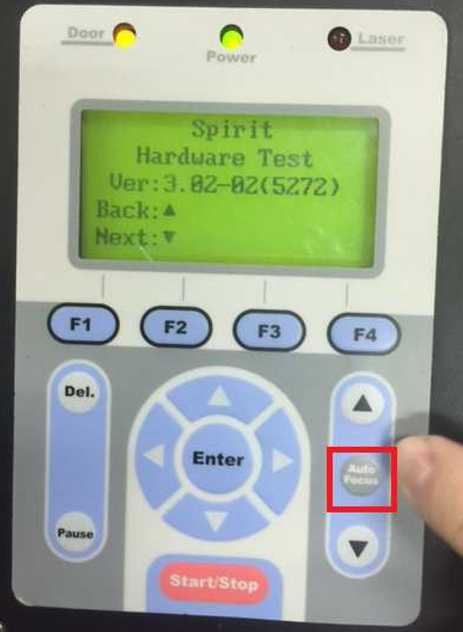 Door
Power
Laser
Spirit
Hardware Test
Ver:3.02-02(5272)
Back:▲
Next:▼
F1
F2
F3
F4
Del.
Enter
Auto
Focus
Pause
Start/Stop